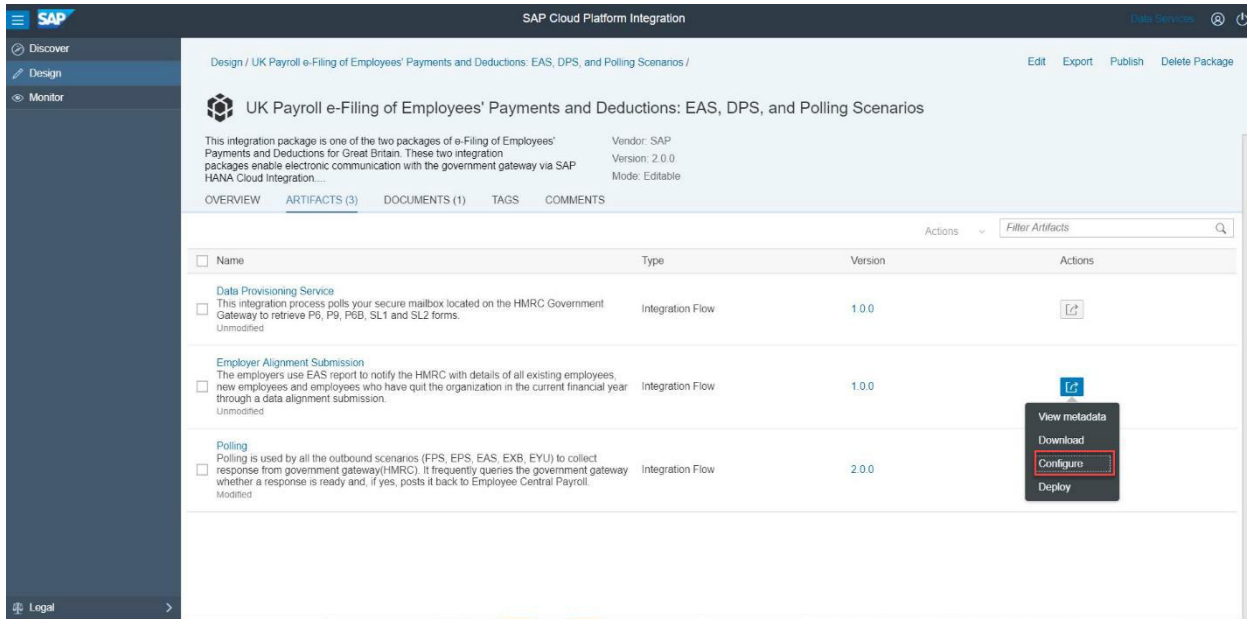 SAP
SAP Cloud Platform Integration
Data Services
Discover
Design
Monitor
Design / UK Payroll e-Filing of Employees' Payments and Deductions: EAS, DPS, and Polling Scenarios /
Edit Export Publish Delete Package
UK Payroll e-Filing of Employees' Payments and Deductions: EAS, DPS, and Polling Scenarios
This integration package is one of the two packages of e-Filing of Employees'
Payments and Deductions for Great Britain. These two integration
packages enable electronic communication with the government gateway via SAP
HANA Cloud Integration....
Vendor: SAP
Version: 2.0.0
Mode: Editable
OVERVIEW ARTIFACTS (3) DOCUMENTS (1) TAGS COMMENTS
Actions
Filter Artifacts
Name Type Version Actions
Data Provisioning Service
This integration process polls your secure mailbox located on the HMRC Government
Gateway to retrieve P6, P9, P6B, SL1 and SL2 forms.
Unmodified
Integration Flow
1.0.0
Employer Alignment Submission
The employers use EAS report to notify the HMRC with details of all existing employees,
new employees and employees who have quit the organization in the current financial year
through a data alignment submission.
Unmodified
Integration Flow
1.0.0
View metadata
Download
Configure
Deploy
Polling
Polling is used by all the outbound scenarios (FPS, EPS, EAS, EXB, EYU) to collect
response from government gateway(HMRC). It frequently queries the government gateway
whether a response is ready and, if yes, posts it back to Employee Central Payroll.
Modified
Integration Flow
2.0.0
Legal